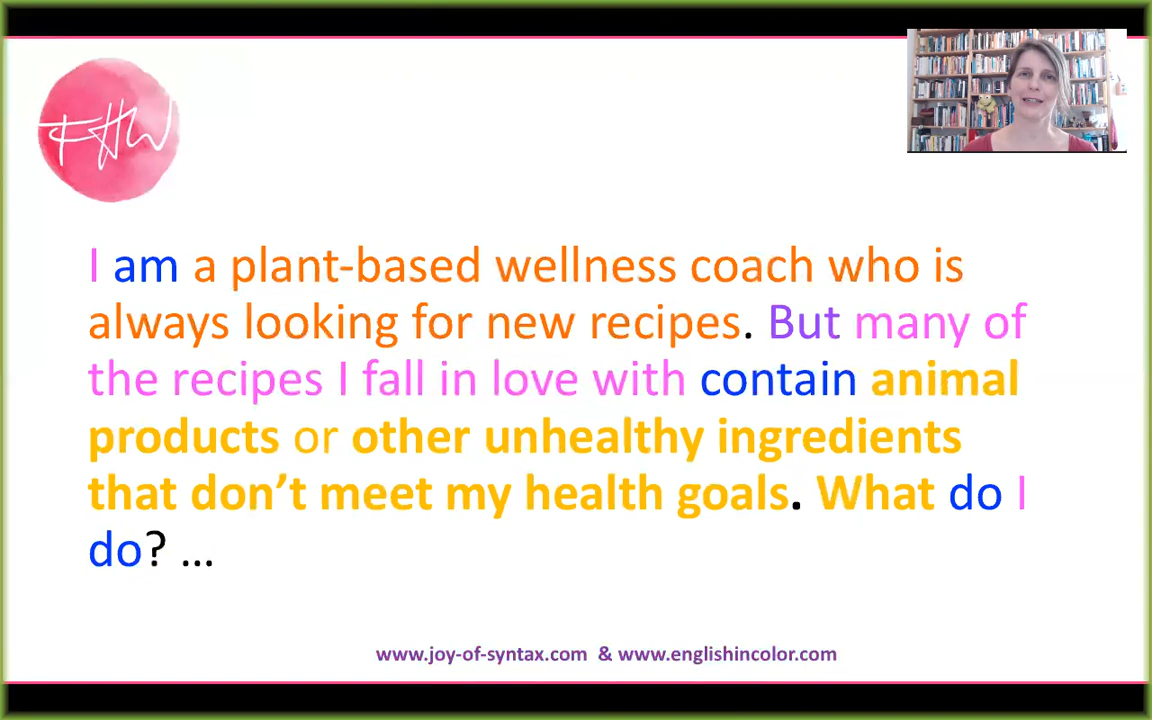 FHW
I am a plant-based wellness coach who is
always looking for new recipes. But many of
the recipes I fall in love with contain animal
products or other unhealthy ingredients
that don’t meet my health goals. What do I
do? ...
www.joy-of-syntax.com & www.englishincolor.com